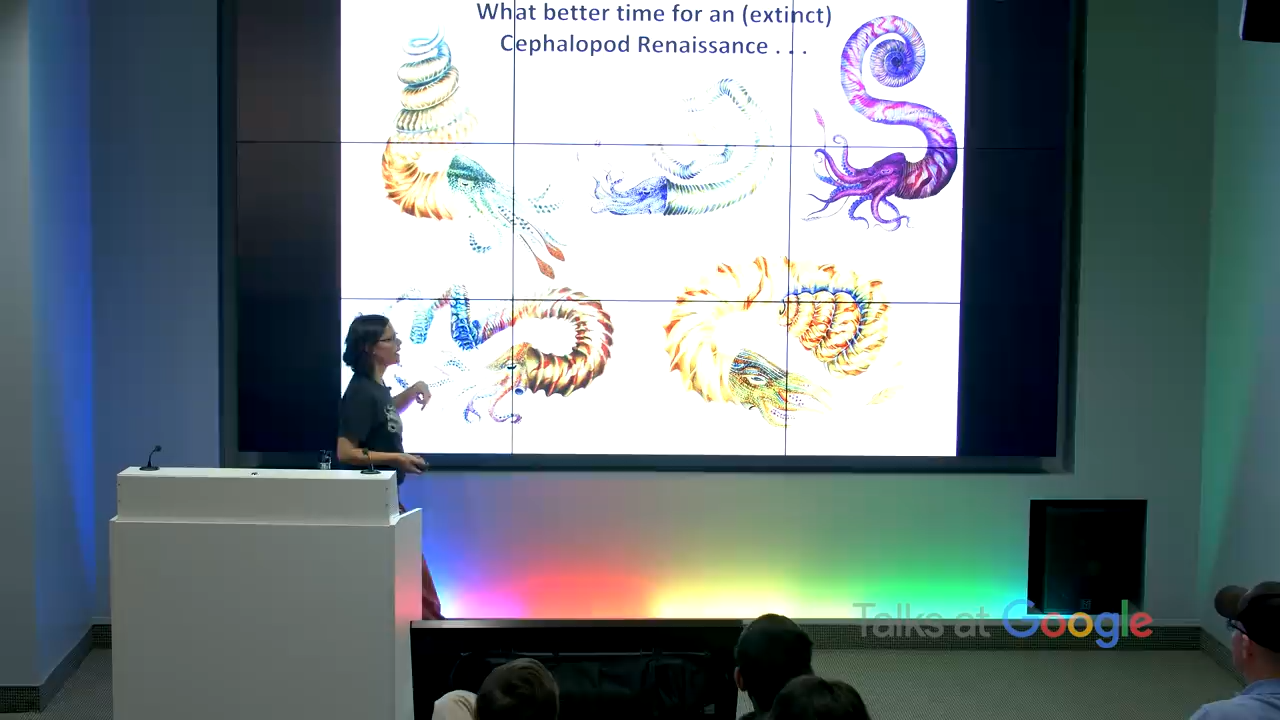 What better time for an (extinct)
Cephalopod Renaissance . . .
Talks at Google